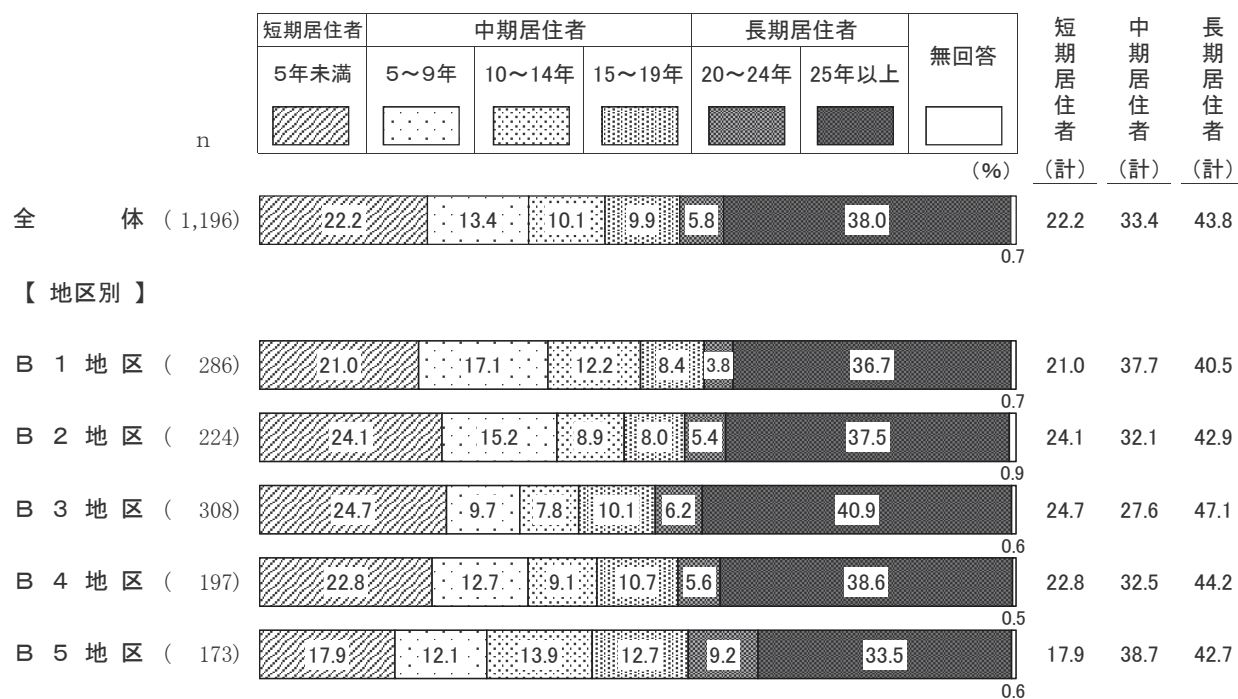 短期居住者 中期居住者 長期居住者 無回答
5年未満 5～9年 10～14年 15～19年 20～24年 25年以上
n
(%)
短期居住者(計) 中期居住者(計) 長期居住者(計)
全体 (1,196) 22.2 13.4 10.1 9.9 5.8 38.0 22.2 33.4 43.8
0.7
【 地区別 】
B1地区 ( 286) 21.0 17.1 12.2 8.4 3.8 36.7 21.0 37.7 40.5
0.7
B2地区 ( 224) 24.1 15.2 8.9 8.0 5.4 37.5 24.1 32.1 42.9
0.9
B3地区 ( 308) 24.7 9.7 7.8 10.1 6.2 40.9 24.7 27.6 47.1
0.6
B4地区 ( 197) 22.8 12.7 9.1 10.7 5.6 38.6 22.8 32.5 44.2
0.5
B5地区 ( 173) 17.9 12.1 13.9 12.7 9.2 33.5 17.9 38.7 42.7
0.6